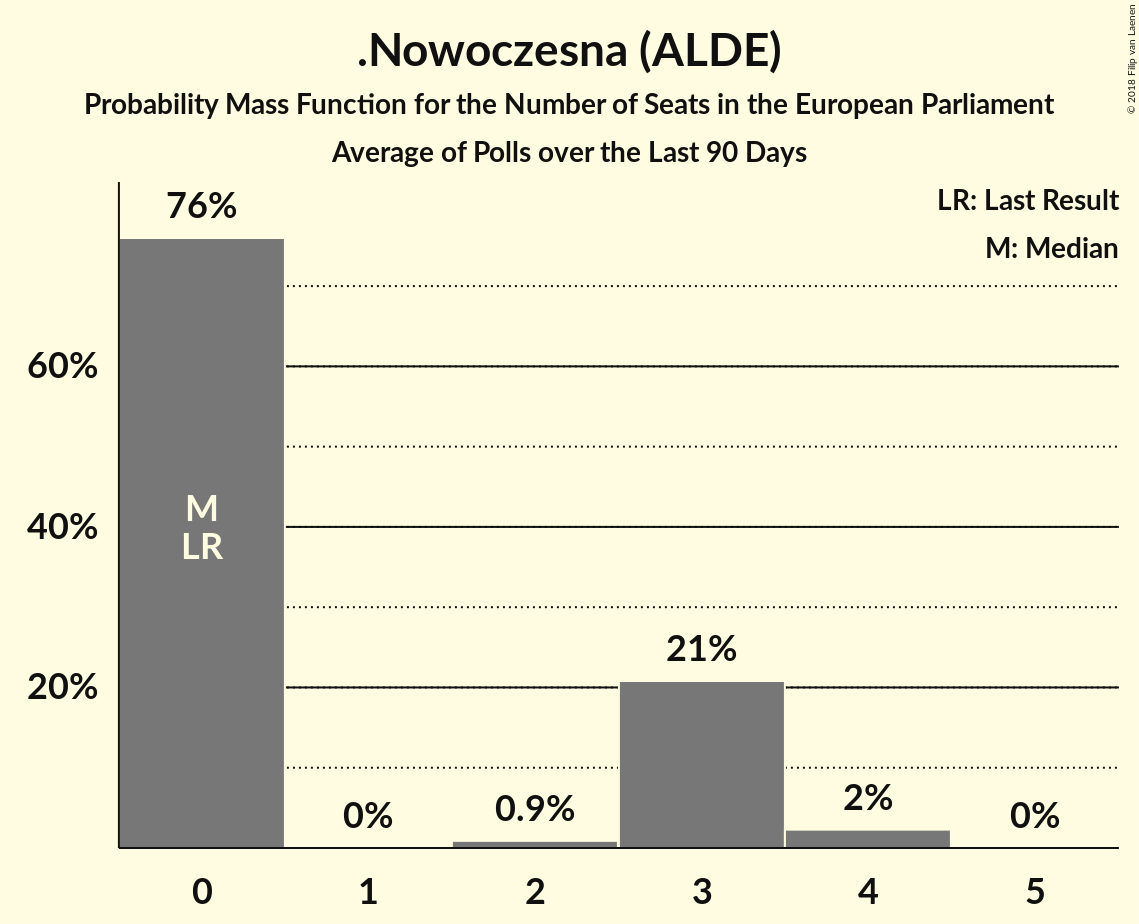 .Nowoczesna (ALDE)
Probability Mass Function for the Number of Seats in the European Parliament
Average of Polls over the Last 90 Days
© 2018 Filip van Laenen
LR: Last Result
M: Median
76%
60%
M
40%
LR
21%
20%
2%
0.9%
0%
0%
0 1 2 3 4 5